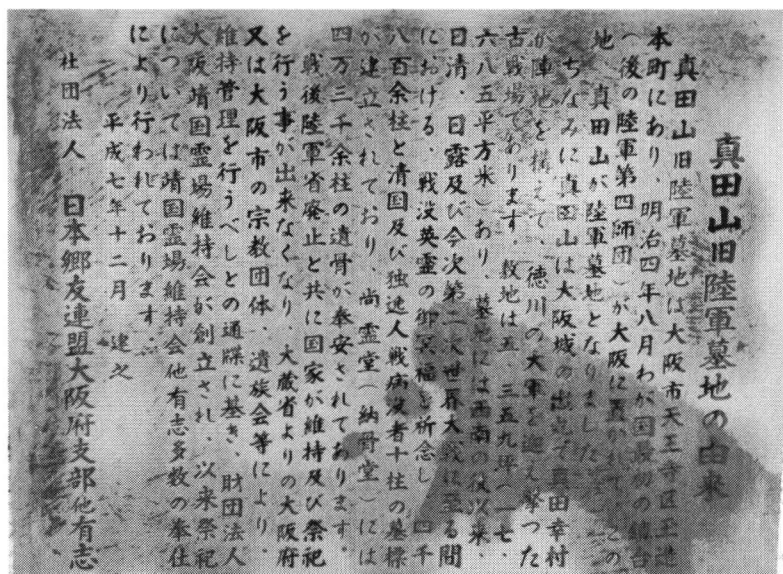 真田山旧陸軍墓地の由来
真田山旧陸軍墓地は大阪市天王寺区玉造
本町にあり、明治四年八月わが国最初の鎮台
(後の陸軍第四師団)が大阪に置かれて、この
地、真田山が陸軍墓地となりました。
ちなみに真田山は大阪城の出丸で真田幸村
が陣地を構えて、徳川の大軍を迎え撃った
古戦場であります。敷地は五、三五九坪(一七、
六八五平方米)あり、墓地には西南の役以来、
日清、日露及び今次第二次世界大戦に至る間
における、戦没英霊の御冥福を祈念し、四千
八百余柱と清国及び独逸人戦病没者十柱の墓標
が建立されており、尚霊堂(納骨堂)には
四万三千余柱の遺骨が奉安されてあります。
戦後陸軍省廃止と共に国家が維持及び祭祀
を行う事が出来なくなり、大蔵省よりの大阪府
又は大阪市の宗教団体、遺族会等により、
維持管理を行うべしとの通牒に基き、財団法人
大阪靖国霊場維持会が創立され、以来祭祀
については靖国霊場維持会他有志多数の奉仕
により行われております。
平成七年十二月 建之
社団法人 日本郷友連盟大阪府支部他有志